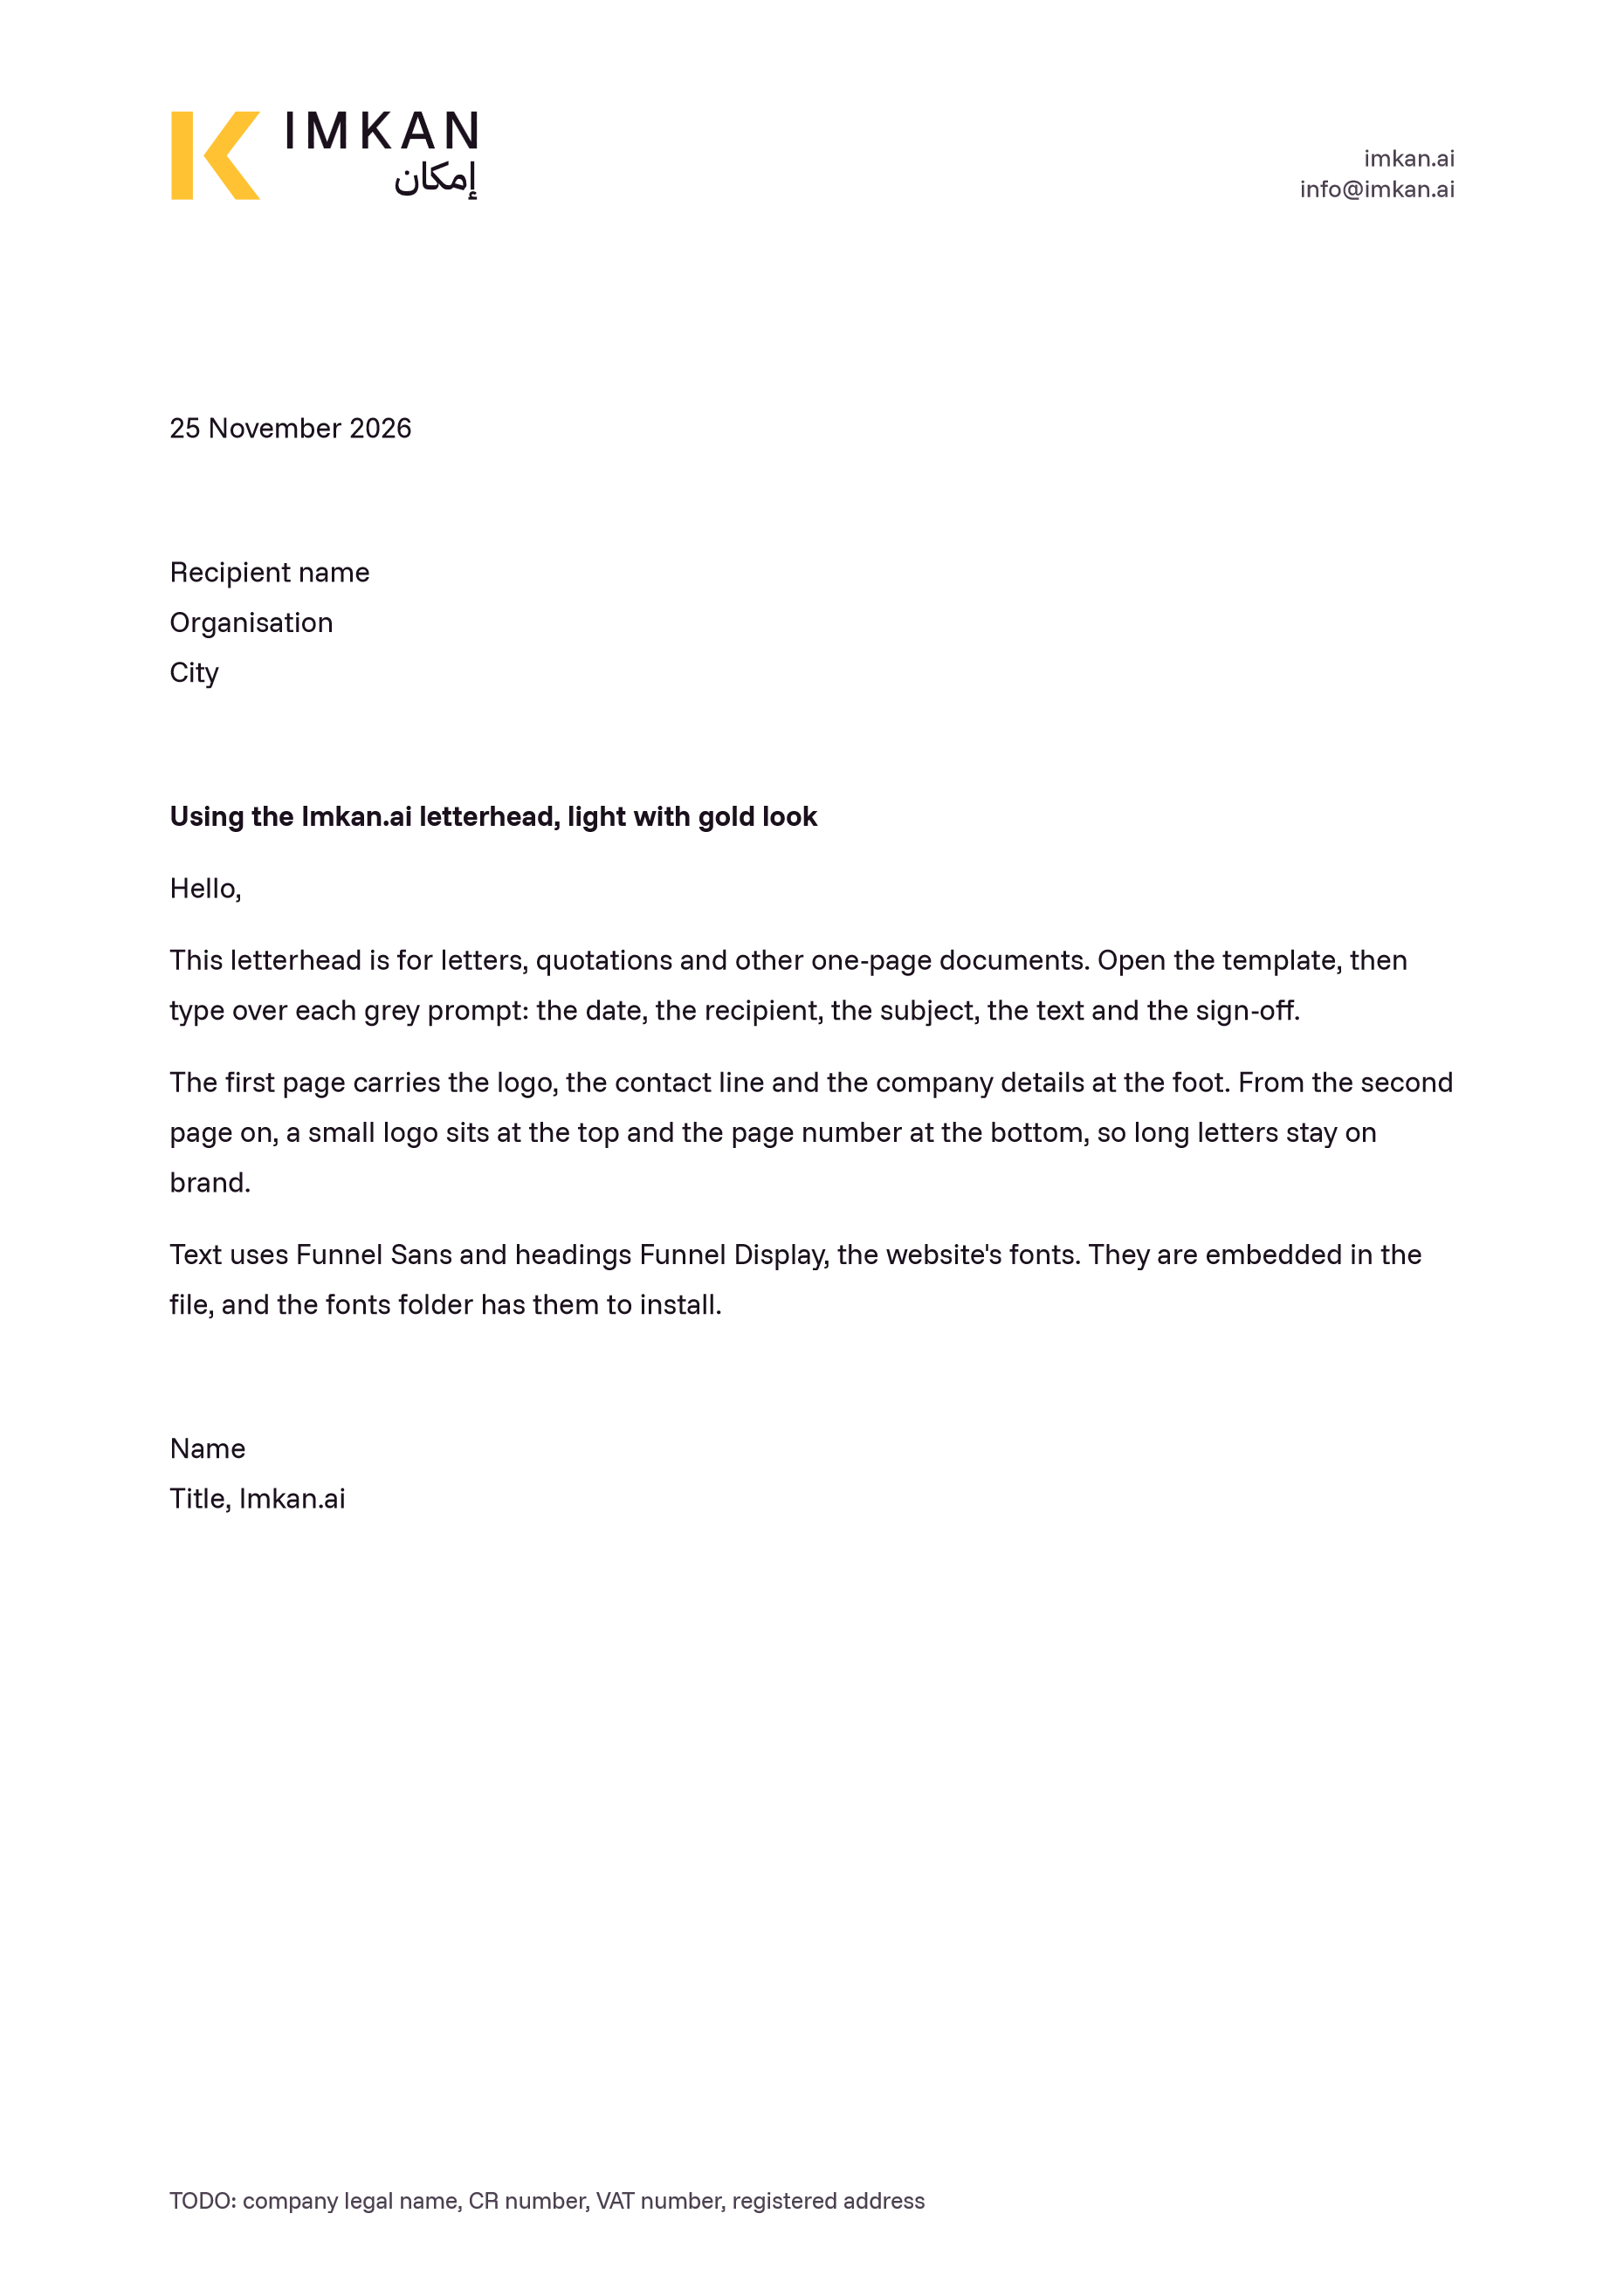 IMKAN
إمكان
imkan.ai
info@imkan.ai
25 November 2026
Recipient name
Organisation
City
Using the Imkan.ai letterhead, light with gold look
Hello,
This letterhead is for letters, quotations and other one-page documents. Open the template, then
type over each grey prompt: the date, the recipient, the subject, the text and the sign-off.
The first page carries the logo, the contact line and the company details at the foot. From the second
page on, a small logo sits at the top and the page number at the bottom, so long letters stay on
brand.
Text uses Funnel Sans and headings Funnel Display, the website's fonts. They are embedded in the
file, and the fonts folder has them to install.
Name
Title, Imkan.ai
TODO: company legal name, CR number, VAT number, registered address